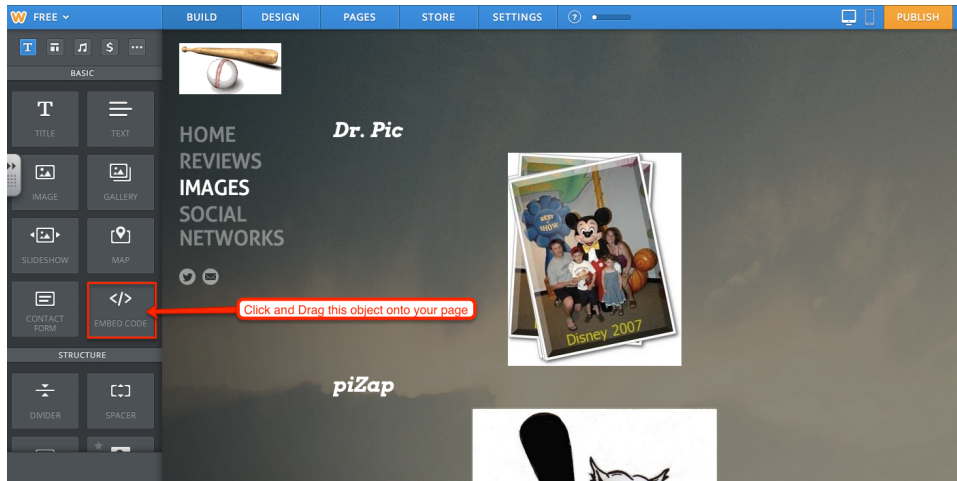 FREE
BUILD DESIGN PAGES STORE SETTINGS ? PUBLISH
T $ ...
BASIC
T
TITLE TEXT
IMAGE GALLERY
SLIDESHOW MAP
</>
CONTACT FORM EMBED CODE
STRUCTURE
DIVIDER SPACER
HOME
REVIEWS
IMAGES
SOCIAL
NETWORKS
Click and Drag this object onto your page
Dr. Pic
BEST
SHOW
Disney 2007
piZap